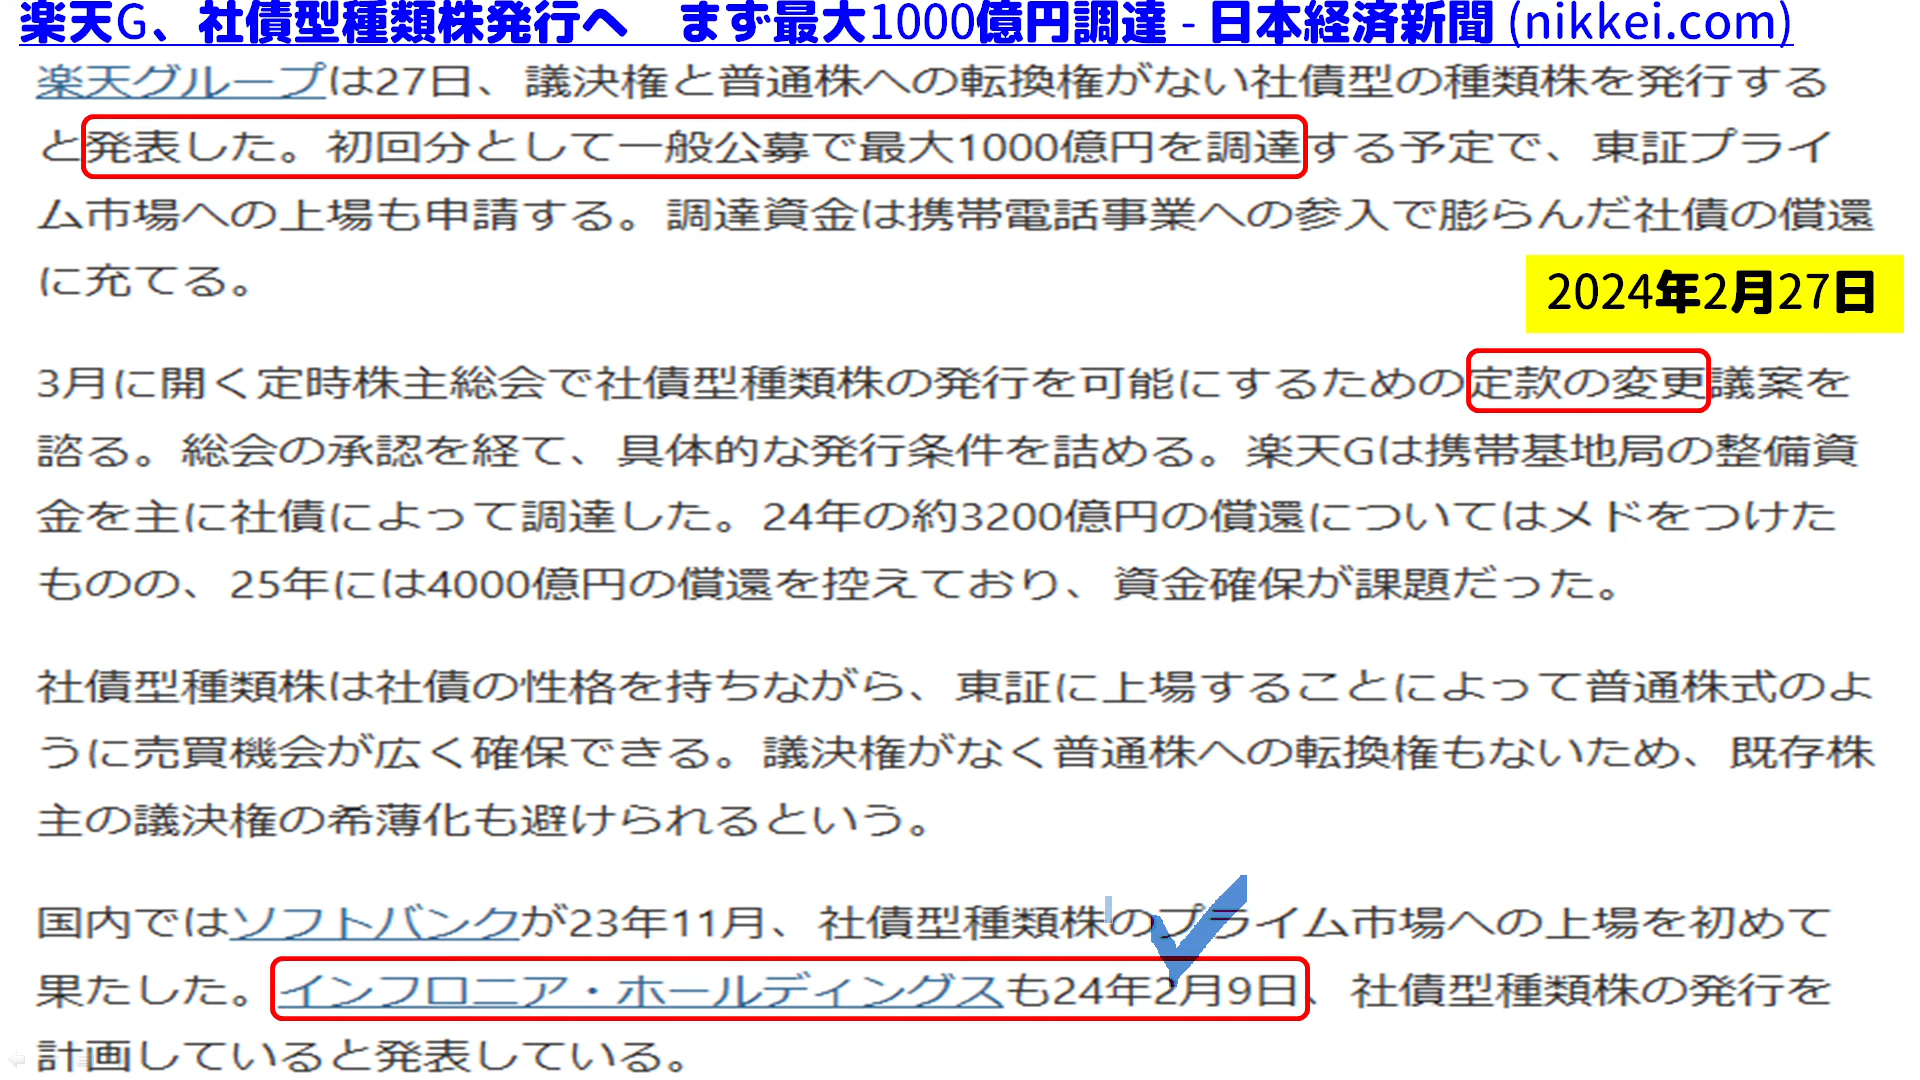 楽天G、社債型種類株発行へ　まず最大1000億円調達 - 日本経済新聞 (nikkei.com)
楽天グループは27日、議決権と普通株への転換権がない社債型の種類株を発行する
と発表した。初回分として一般公募で最大1000億円を調達する予定で、東証プライ
ム市場への上場も申請する。調達資金は携帯電話事業への参入で膨らんだ社債の償還
に充てる。
2024年2月27日
3月に開く定時株主総会で社債型種類株の発行を可能にするための定款の変更議案を
諮る。総会の承認を経て、具体的な発行条件を詰める。楽天Gは携帯基地局の整備資
金を主に社債によって調達した。24年の約3200億円の償還についてはメドをつけた
ものの、25年には4000億円の償還を控えており、資金確保が課題だった。
社債型種類株は社債の性格を持ちながら、東証に上場することによって普通株式のよ
うに売買機会が広く確保できる。議決権がなく普通株への転換権もないため、既存株
主の議決権の希薄化も避けられるという。
国内ではソフトバンクが23年11月、社債型種類株のプライム市場への上場を初めて
果たした。インフロニア・ホールディングスも24年2月9日、社債型種類株の発行を
計画していると発表している。